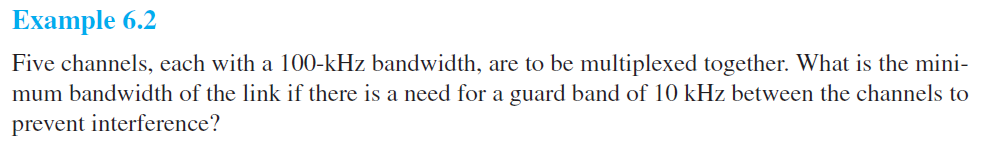 Example 6.2
Five channels, each with a 100-kHz bandwidth, are to be multiplexed together. What is the mini-
mum bandwidth of the link if there is a need for a guard band of 10 kHz between the channels to
prevent interference?